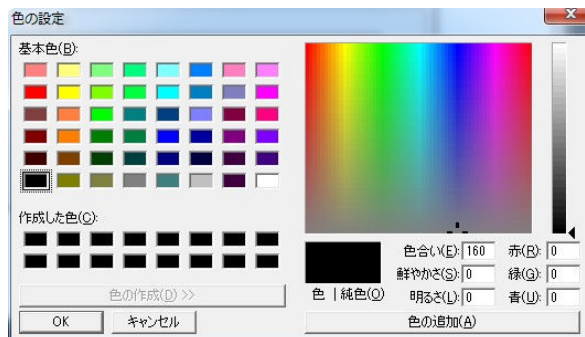 色の設定
基本色(B):
作成した色(C):
色の作成(D) >>
OK
キャンセル
色 | 純色(O)
色合い(E): 160
鮮やかさ(S): 0
明るさ(L): 0
赤(R): 0
緑(G): 0
青(U): 0
色の追加(A)